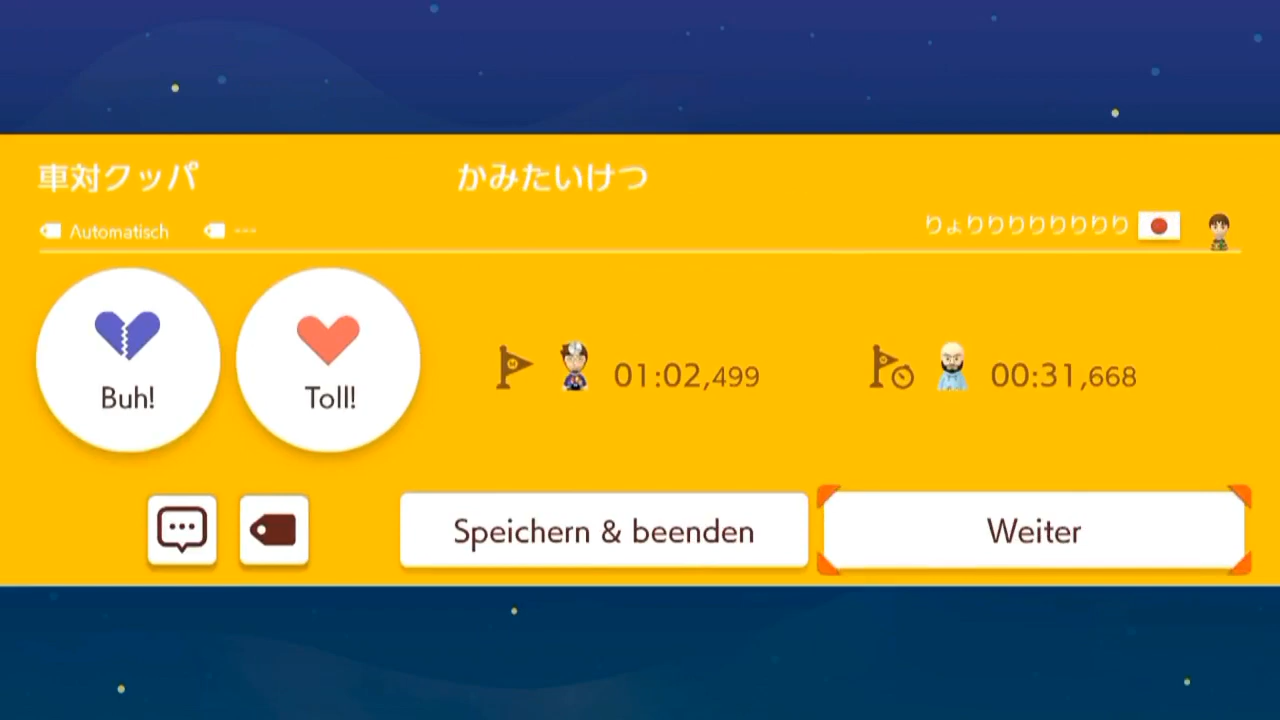 車対クッパ かみたいけつ
Automatisch ---
りょりりりりりりりり
Buh! Toll!
M
01:02,499 00:31,668
Speichern & beenden Weiter